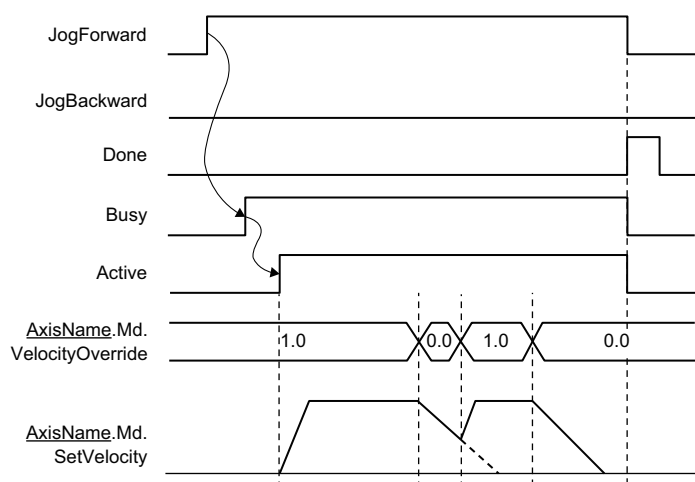 JogForward
JogBackward
Done
Busy
Active
AxisName.Md.
VelocityOverride
1.0
0.0
1.0
0.0
AxisName.Md.
SetVelocity